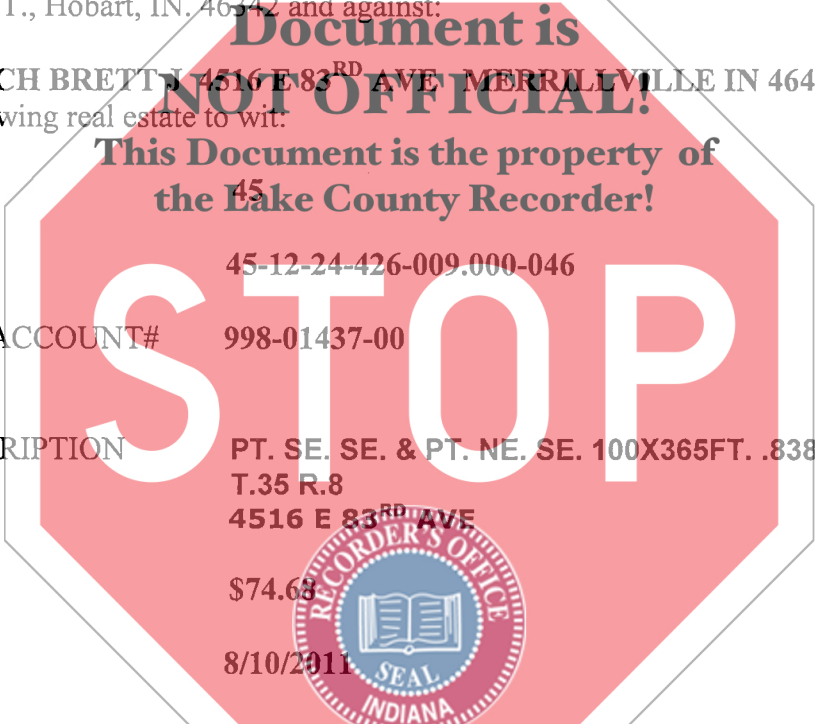 T., Hobart, IN. 46342 and against:
Document is
CH BRETT J 4516 E 83RD AVE MERRILLVILLE IN 464
NOT OFFICIAL!
wing real estate to wit:
This Document is the property of
45
the Lake County Recorder!
45-12-24-426-009.000-046
ACCOUNT# 998-01437-00
STOP
RIPTION PT. SE. SE. & PT. NE. SE. 100X365FT. .838
T.35 R.8
4516 E 83RD AVE
RECORDER'S OFFICE
$74.68
8/10/2011
SEAL
INDIANA